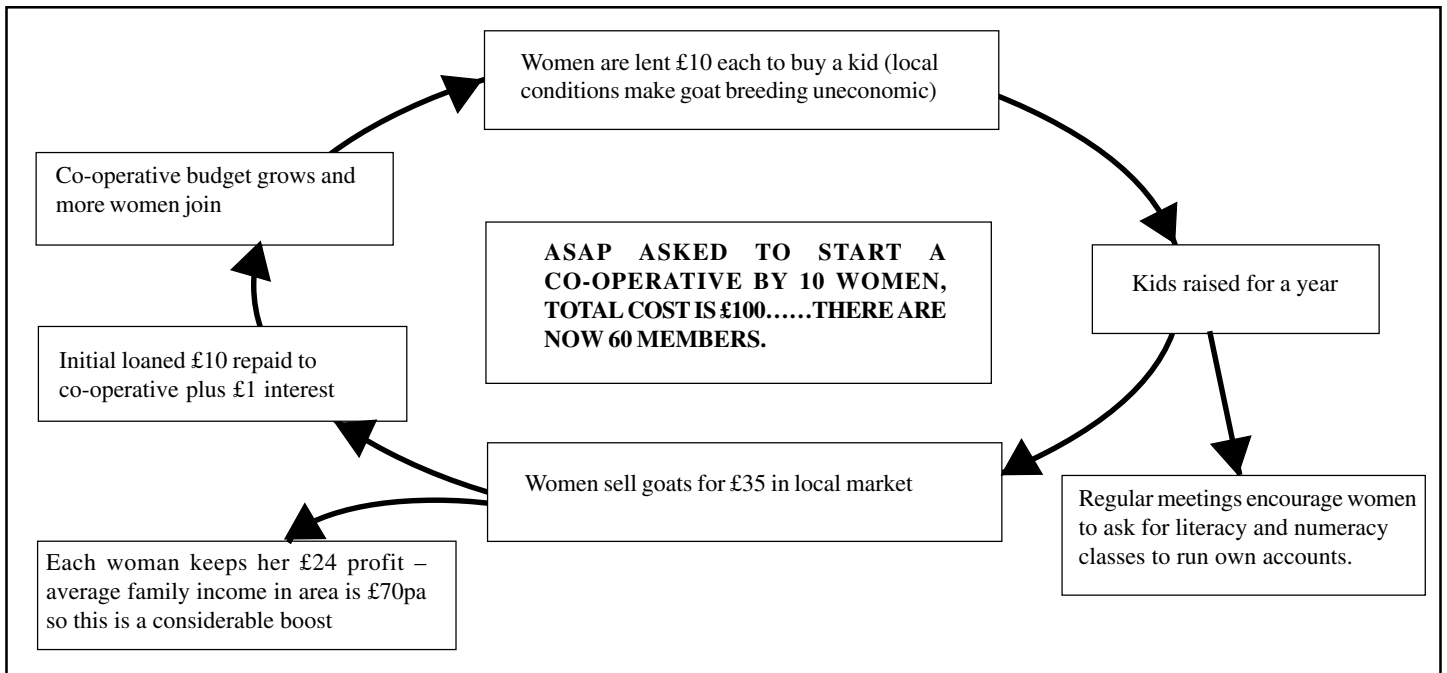 Women are lent £10 each to buy a kid (local
conditions make goat breeding uneconomic)
Co-operative budget grows and
more women join
ASAP ASKED TO START A
CO-OPERATIVE BY 10 WOMEN,
TOTAL COST IS £100......THERE ARE
NOW 60 MEMBERS.
Kids raised for a year
Initial loaned £10 repaid to
co-operative plus £1 interest
Women sell goats for £35 in local market
Regular meetings encourage women
to ask for literacy and numeracy
classes to run own accounts.
Each woman keeps her £24 profit –
average family income in area is £70pa
so this is a considerable boost